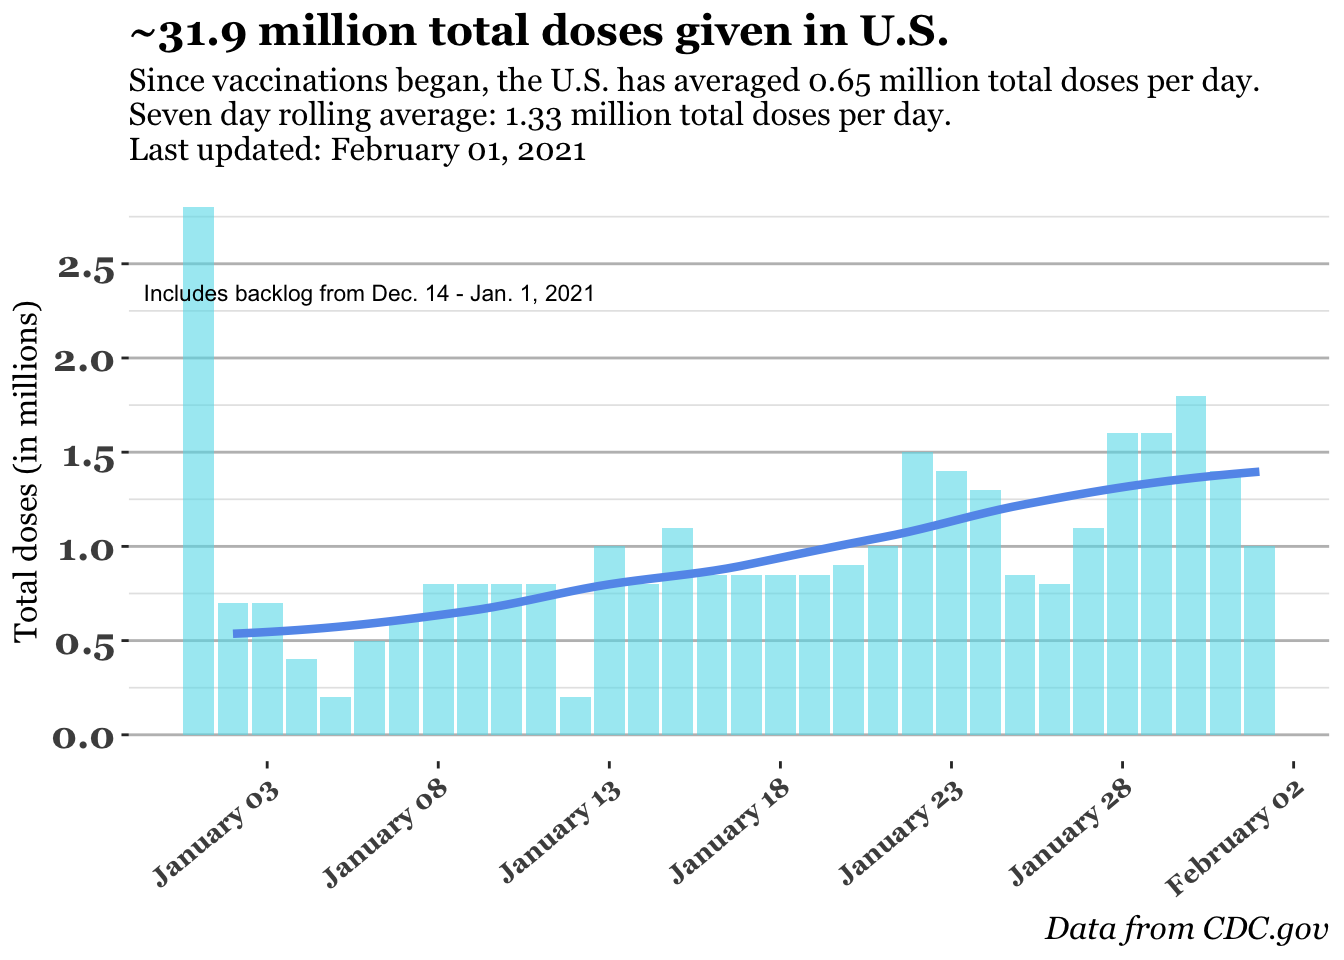 ~31.9 million total doses given in U.S.
Since vaccinations began, the U.S. has averaged 0.65 million total doses per day.
Seven day rolling average: 1.33 million total doses per day.
Last updated: February 01, 2021
Total doses (in millions)
2.5
Includes backlog from Dec. 14 - Jan. 1, 2021
2.0
1.5
1.0
0.5
0.0
January 03
January 08
January 13
January 18
January 23
January 28
February 02
Data from CDC.gov